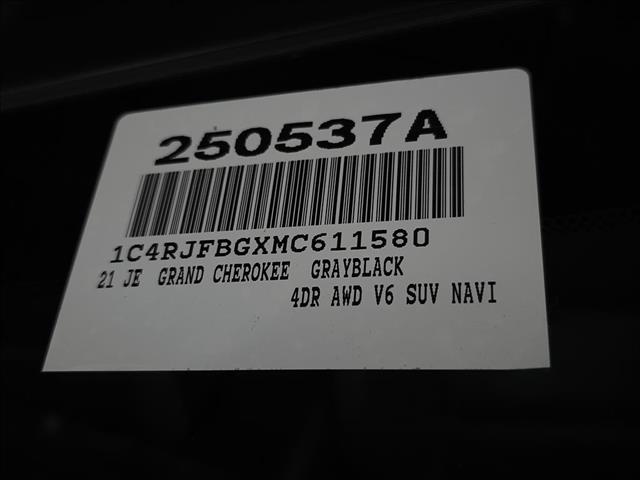 250537A
1C4RJFBGXMC611580
21 JE GRAND CHEROKEE GRAYBLACK
4DR AWD V6 SUV NAVI